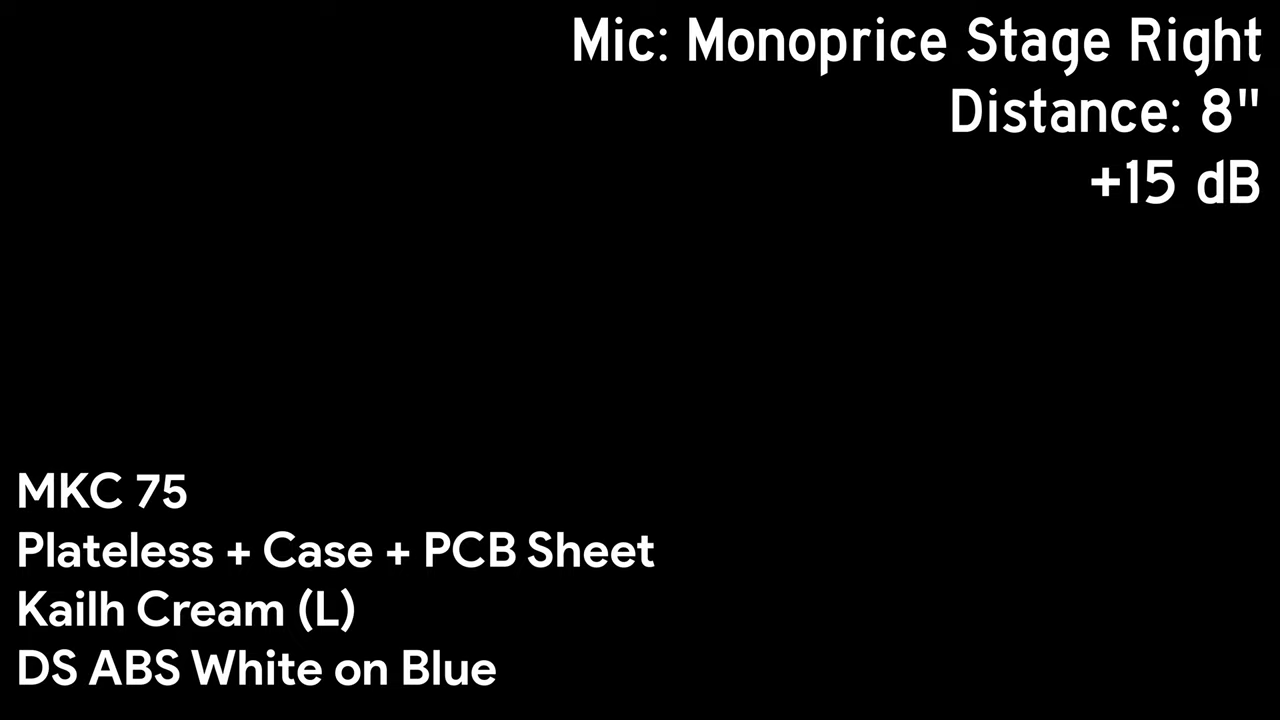 Mic: Monoprice Stage Right
Distance: 8"
+15 dB
MKC 75
Plateless + Case + PCB Sheet
Kailh Cream (L)
DS ABS White on Blue